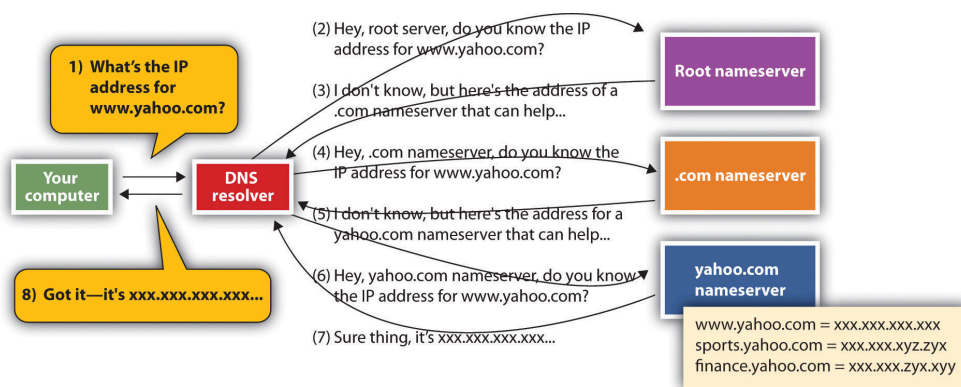 1) What's the IP
address for
www.yahoo.com?
Your
computer
DNS
resolver
8) Got it—it's xxx.xxx.xxx.xxx...
(2) Hey, root server, do you know the IP
address for www.yahoo.com?
(3) I don't know, but here's the address of a
.com nameserver that can help...
(4) Hey, .com nameserver, do you know the
IP address for www.yahoo.com?
(5) I don't know, but here's the address for a
yahoo.com nameserver that can help...
(6) Hey, yahoo.com nameserver, do you know
the IP address for www.yahoo.com?
(7) Sure thing, it's xxx.xxx.xxx.xxx...
Root nameserver
.com nameserver
yahoo.com
nameserver
www.yahoo.com = xxx.xxx.xxx.xxx
sports.yahoo.com = xxx.xxx.xyz.zyx
finance.yahoo.com = xxx.xxx.zyx.xyy